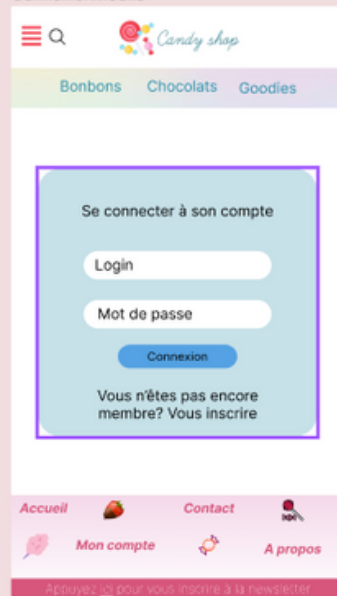 Candy shop
Bonbons Chocolats Goodies
Se connecter à son compte
Login
Mot de passe
Connexion
Vous n'êtes pas encore
membre? Vous inscrire
Accueil Contact
Mon compte A propos
Appuyez ici pour vous inscrire à la newsletter